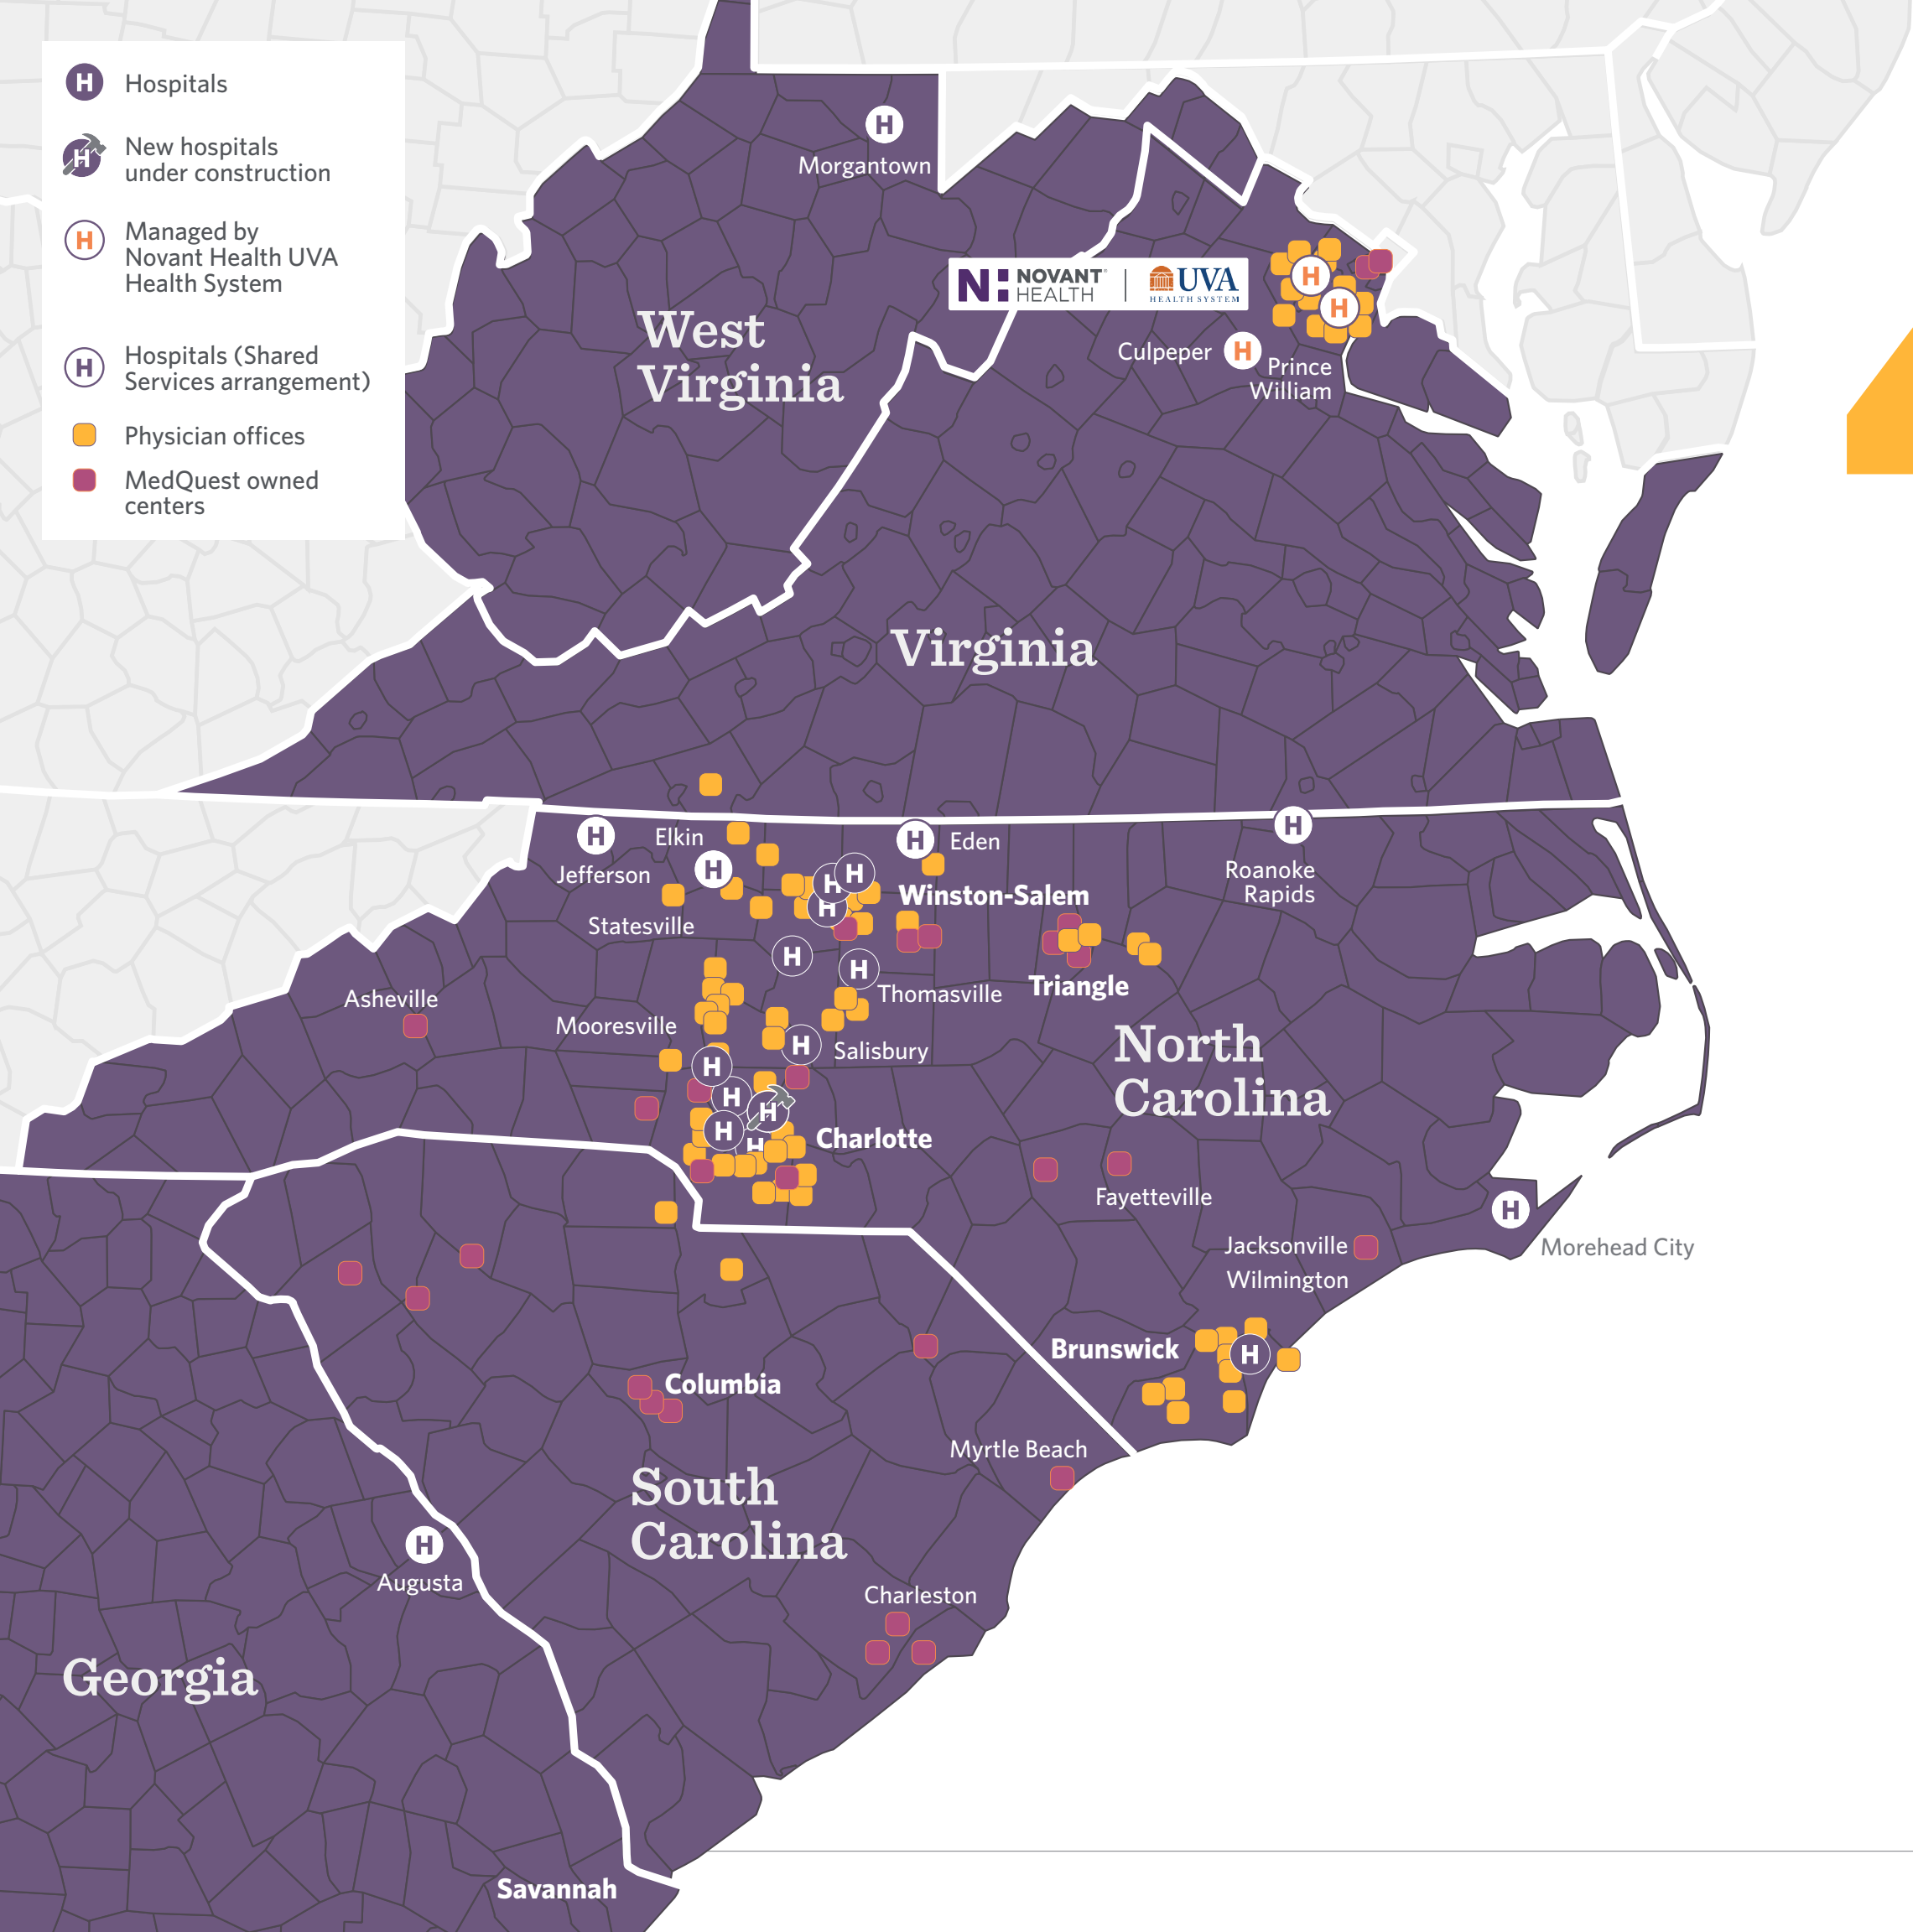 H Hospitals
H New hospitals
under construction
H Managed by
Novant Health UVA
Health System
H Hospitals (Shared
Services arrangement)
Physician offices
MedQuest owned
centers
H
Morgantown
N NOVANT® | UVA
HEALTH HEALTH SYSTEM
H
H
Culpeper H
Prince
William
West
Virginia
Virginia
H
Jefferson
Elkin
H
H Eden
H
Roanoke
Rapids
H
H
H
Winston-Salem
Statesville
H
H
Thomasville
Triangle
Asheville
Mooresville
H Salisbury
North
Carolina
H
H
H
H
H
Charlotte
Fayetteville
H
Morehead City
Jacksonville
Wilmington
Brunswick H
Columbia
Myrtle Beach
South
Carolina
H
Augusta
Charleston
Georgia
Savannah